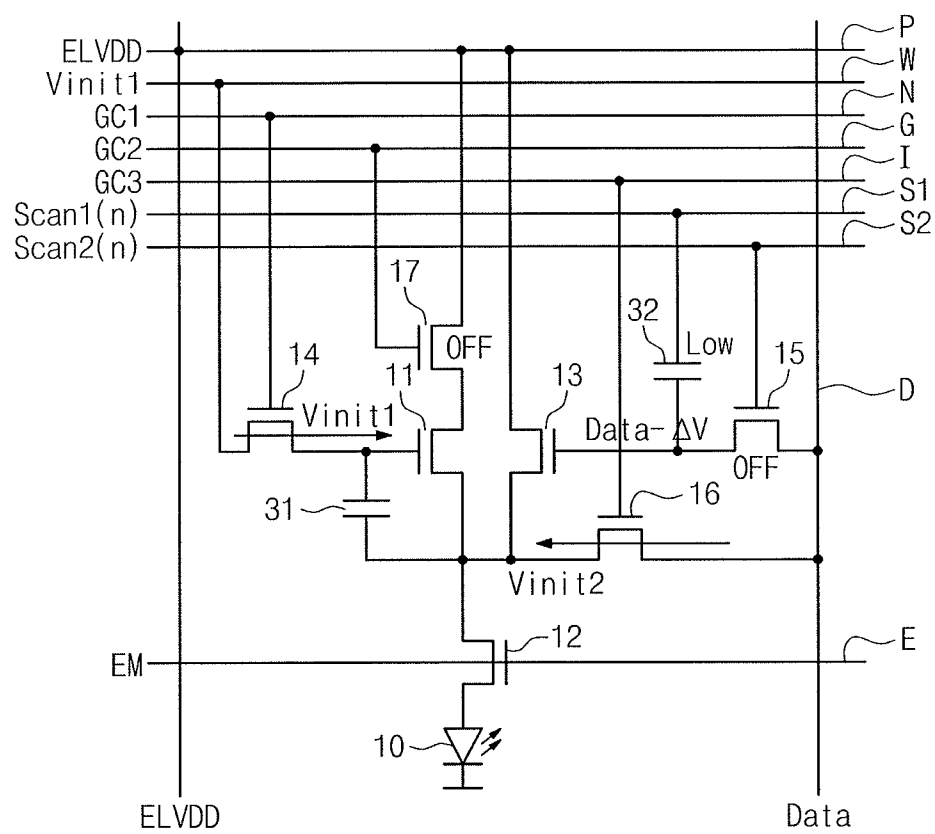 ELVDD P
Vinit1 W
GC1 N
GC2 G
GC3 I
Scan1(n) S1
Scan2(n) S2
17
32
OFF
Low
15
14
11
13
D
Vinit1
Data-ΔV
OFF
31
16
Vinit2
12
EM
E
10
ELVDD
Data